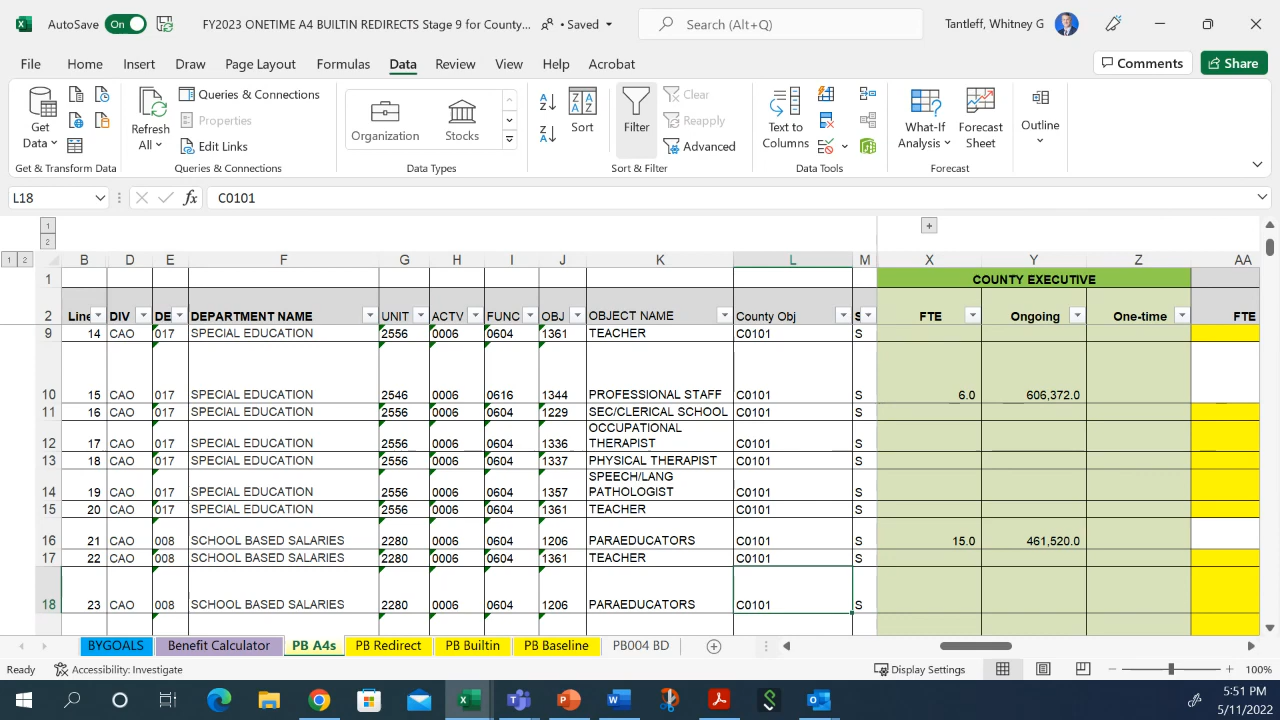 AutoSave On FY2023 ONETIME A4 BUILTIN REDIRECTS Stage 9 for County... • Saved Search (Alt+Q) Tantleff, Whitney G
File Home Insert Draw Page Layout Formulas Data Review View Help Acrobat Comments Share
Get Data Refresh All Queries & Connections Properties Edit Links Organization Stocks Sort Filter Clear Reapply Advanced Text to Columns What-If Analysis Forecast Sheet Outline
Get & Transform Data Queries & Connections Data Types Sort & Filter Data Tools Forecast
L18 fx C0101
1
2
1 2 B D E F G H I J K L M X Y Z AA
1 COUNTY EXECUTIVE
2 Line DIV DE DEPARTMENT NAME UNIT ACTV FUNC OBJ OBJECT NAME County Obj S FTE Ongoing One-time FTE
9 14 CAO 017 SPECIAL EDUCATION 2556 0006 0604 1361 TEACHER C0101 S
10 15 CAO 017 SPECIAL EDUCATION 2546 0006 0616 1344 PROFESSIONAL STAFF C0101 S 6.0 606,372.0
11 16 CAO 017 SPECIAL EDUCATION 2556 0006 0604 1229 SEC/CLERICAL SCHOOL C0101 S
OCCUPATIONAL
12 17 CAO 017 SPECIAL EDUCATION 2556 0006 0604 1336 THERAPIST C0101 S
13 18 CAO 017 SPECIAL EDUCATION 2556 0006 0604 1337 PHYSICAL THERAPIST C0101 S
SPEECH/LANG
14 19 CAO 017 SPECIAL EDUCATION 2556 0006 0604 1357 PATHOLOGIST C0101 S
15 20 CAO 017 SPECIAL EDUCATION 2556 0006 0604 1361 TEACHER C0101 S
16 21 CAO 008 SCHOOL BASED SALARIES 2280 0006 0604 1206 PARAEDUCATORS C0101 S 15.0 461,520.0
17 22 CAO 008 SCHOOL BASED SALARIES 2280 0006 0604 1361 TEACHER C0101 S
18 23 CAO 008 SCHOOL BASED SALARIES 2280 0006 0604 1206 PARAEDUCATORS C0101 S
BYGOALS Benefit Calculator PB A4s PB Redirect PB Builtin PB Baseline PB004 BD
Ready Accessibility: Investigate Display Settings 100%
5:51 PM
5/11/2022